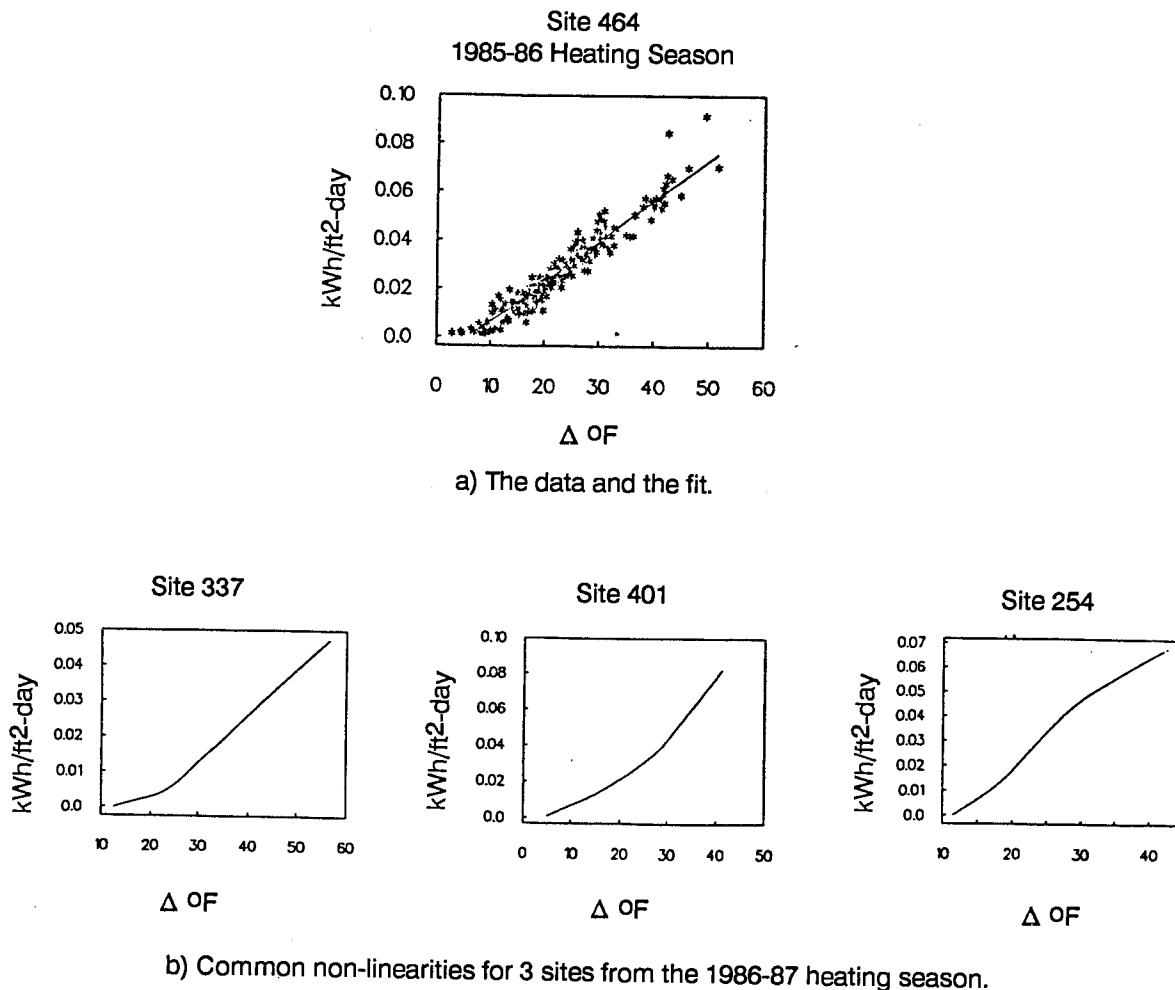 Site 464
1985-86 Heating Season
0.10
0.08
0.06
0.04
0.02
0.0
kWh/ft2-day
0 10 20 30 40 50 60
Δ ºF
a) The data and the fit.
Site 337
0.05
0.04
0.03
0.02
0.01
0.0
kWh/ft2-day
10 20 30 40 50 60
Δ ºF
Site 401
0.10
0.08
0.06
0.04
0.02
0.0
kWh/ft2-day
0 10 20 30 40 50
Δ ºF
Site 254
0.07
0.06
0.05
0.04
0.03
0.02
0.01
0.0
kWh/ft2-day
10 20 30 40
Δ ºF
b) Common non-linearities for 3 sites from the 1986-87 heating season.